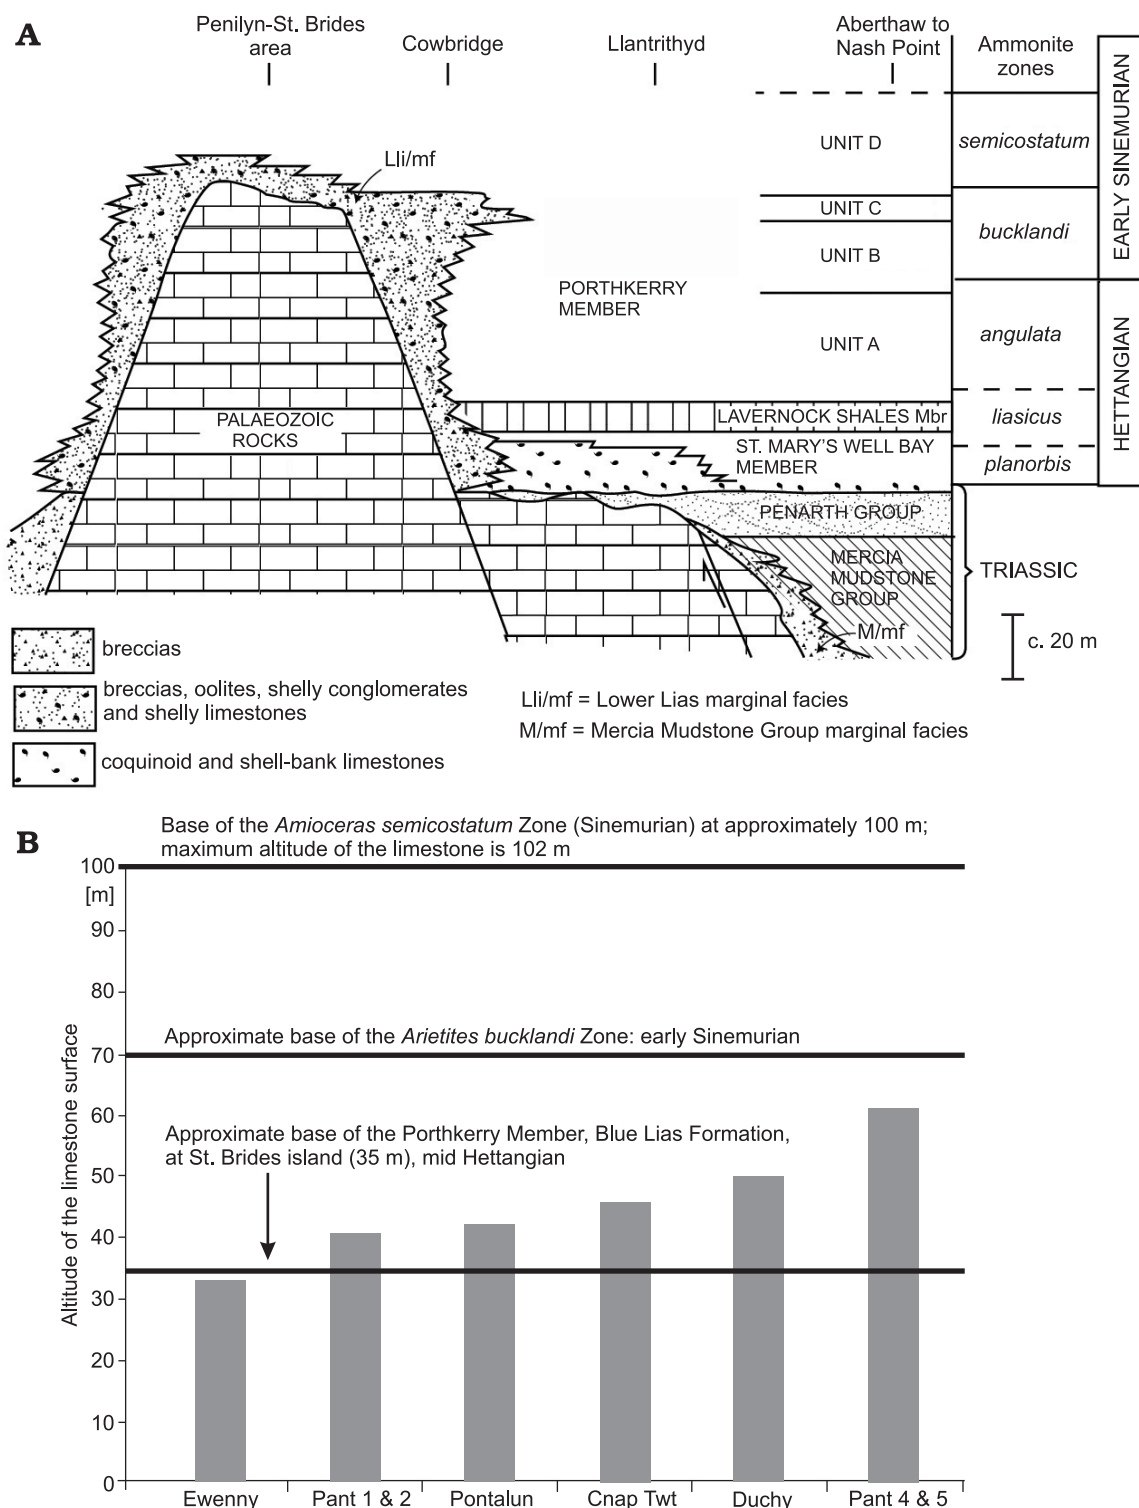 A
Penilyn-St. Brides
area
Cowbridge
Llantrithyd
Aberthaw to
Nash Point
Ammonite
zones
EARLY SINEMURIAN
HETTANGIAN
Lli/mf
UNIT D
semicostatum
UNIT C
bucklandi
UNIT B
PORTHKERRY
MEMBER
UNIT A
angulata
PALAEOZOIC
ROCKS
LAVERNOCK SHALES Mbr
liasicus
ST. MARY'S WELL BAY
MEMBER
planorbis
PENARTH GROUP
MERCIA
MUDSTONE
GROUP
TRIASSIC
M/mf
c. 20 m
breccias
breccias, oolites, shelly conglomerates
and shelly limestones
coquinoid and shell-bank limestones
Lli/mf = Lower Lias marginal facies
M/mf = Mercia Mudstone Group marginal facies
B
Base of the Amioceras semicostatum Zone (Sinemurian) at approximately 100 m;
maximum altitude of the limestone is 102 m
100
[m]
90
80
70
60
50
40
30
20
10
0
Altitude of the limestone surface
Approximate base of the Arietites bucklandi Zone: early Sinemurian
Approximate base of the Porthkerry Member, Blue Lias Formation,
at St. Brides island (35 m), mid Hettangian
Ewenny
Pant 1 & 2
Pontalun
Cnap Twt
Duchy
Pant 4 & 5